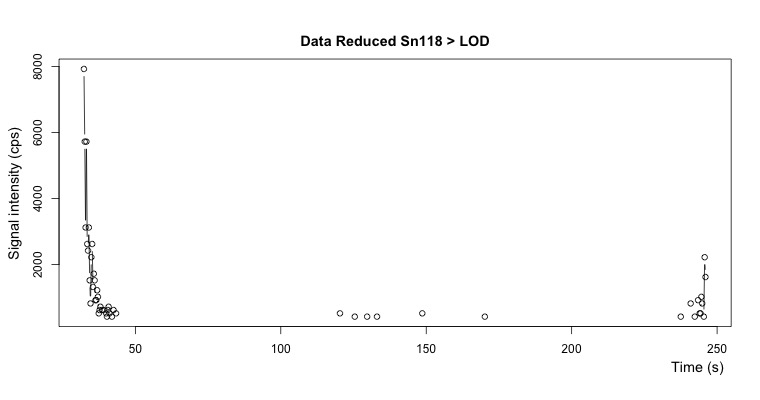 Data Reduced Sn118 > LOD
Signal intensity (cps)
8000
6000
4000
2000
50 100 150 200 250
Time (s)